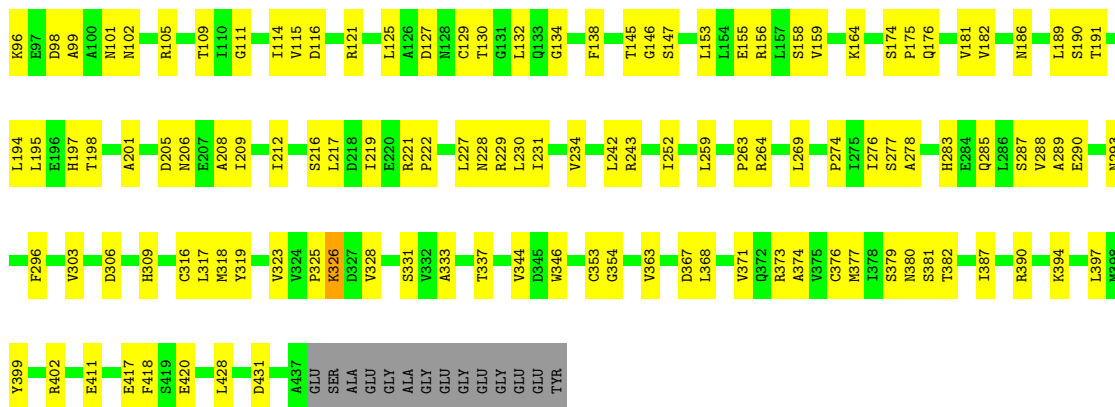 K96 E97 D98 A99 A100 N101 N102 R105 T109 I110 G111 I114 V115 D116 R121 L125 A126 D127 N128 C129 T130 G131 L132 Q133 G134 F138 T145 G146 S147 L153 L154 E155 R156 L157 S158 V159 K164 S174 P175 Q176 V181 V182 N186 L189 S190 T191
L194 L195 E196 H197 T198 A201 D205 N206 E207 A208 I209 I212 S216 L217 D218 I219 E220 R221 P222 L227 N228 R229 L230 I231 V234 L242 R243 I252 L259 P263 R264 L269 P274 I275 I276 S277 A278 H283 E284 Q285 L286 S287 V288 A289 E290 N293
F296 V303 D306 H309 C316 L317 M318 Y319 V323 V324 P325 K326 D327 V328 S331 V332 A333 T337 V344 D345 W346 C353 G354 V363 D367 L368 V371 Q372 R373 A374 V375 C376 M377 I378 S379 N380 S381 T382 I387 R390 K394 L397 M398
Y399 R402 E411 E417 F418 S419 E420 L428 D431 A437 GLU SER ALA GLU GLY ALA GLY GLU GLY GLU GLY GLU GLU TYR